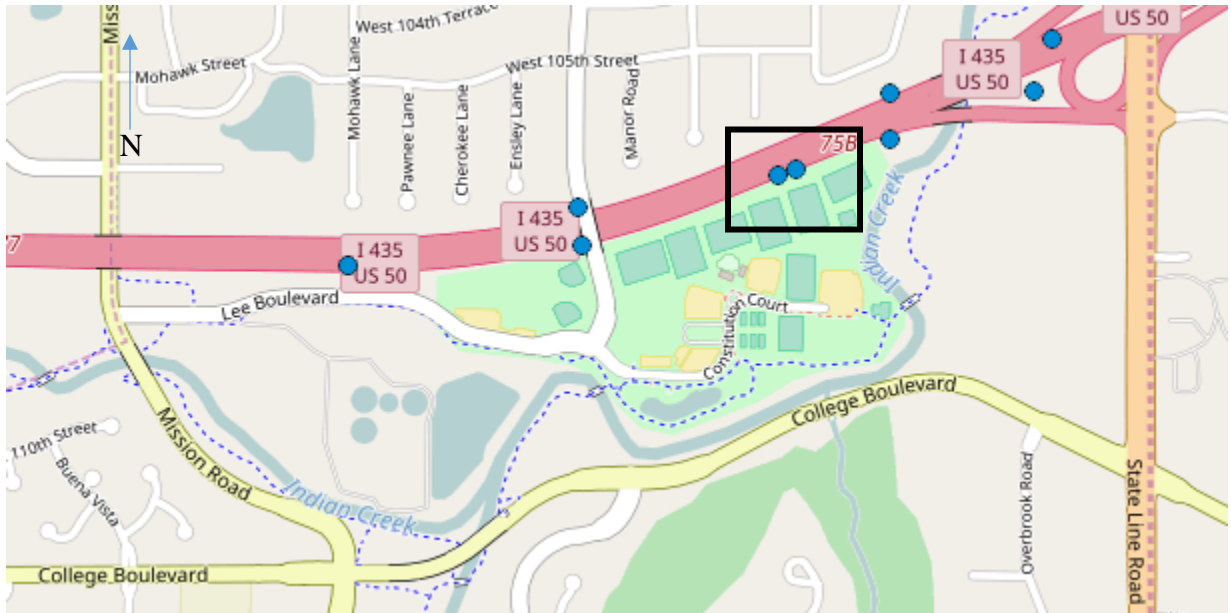 Miss
N
West 104th Terrace
US 50
Mohawk Street
West 105th Street
I 435
US 50
Mohawk Lane
Pawnee Lane
Cherokee Lane
Ensley Lane
Manor Road
75B
77
I 435
US 50
I 435
US 50
Indian Creek
Lee Boulevard
Constitution Court
College Boulevard
110th Street
Buena Vista
Mission Road
Indian Creek
Overbrook Road
State Line Road
College Boulevard